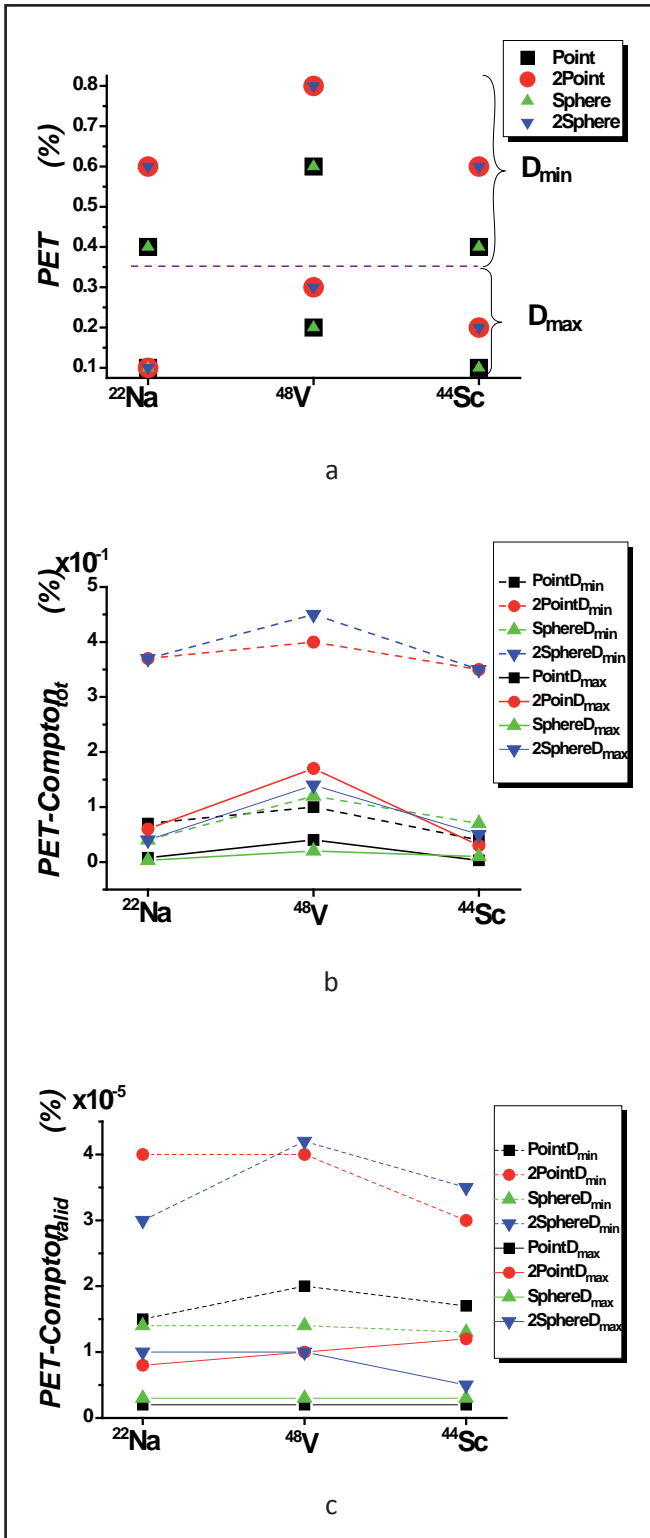 Point
2Point
Sphere
2Sphere
PET (%)
0.8
0.7
0.6
0.5
0.4
0.3
0.2
0.1
Dmin
Dmax
²²Na ⁴⁸V ⁴⁴Sc
a
x10⁻¹
PET-Compton_tot (%)
5
4
3
2
1
0
PointDmin
2PointDmin
SphereDmin
2SphereDmin
PointDmax
2PoinDmax
SphereDmax
2SphereDmax
²²Na ⁴⁸V ⁴⁴Sc
b
x10⁻⁵
PET-Compton_valid (%)
4
3
2
1
0
PointDmin
2PointDmin
SphereDmin
2SphereDmin
PointDmax
2PointDmax
SphereDmax
2SphereDmax
²²Na ⁴⁸V ⁴⁴Sc
c